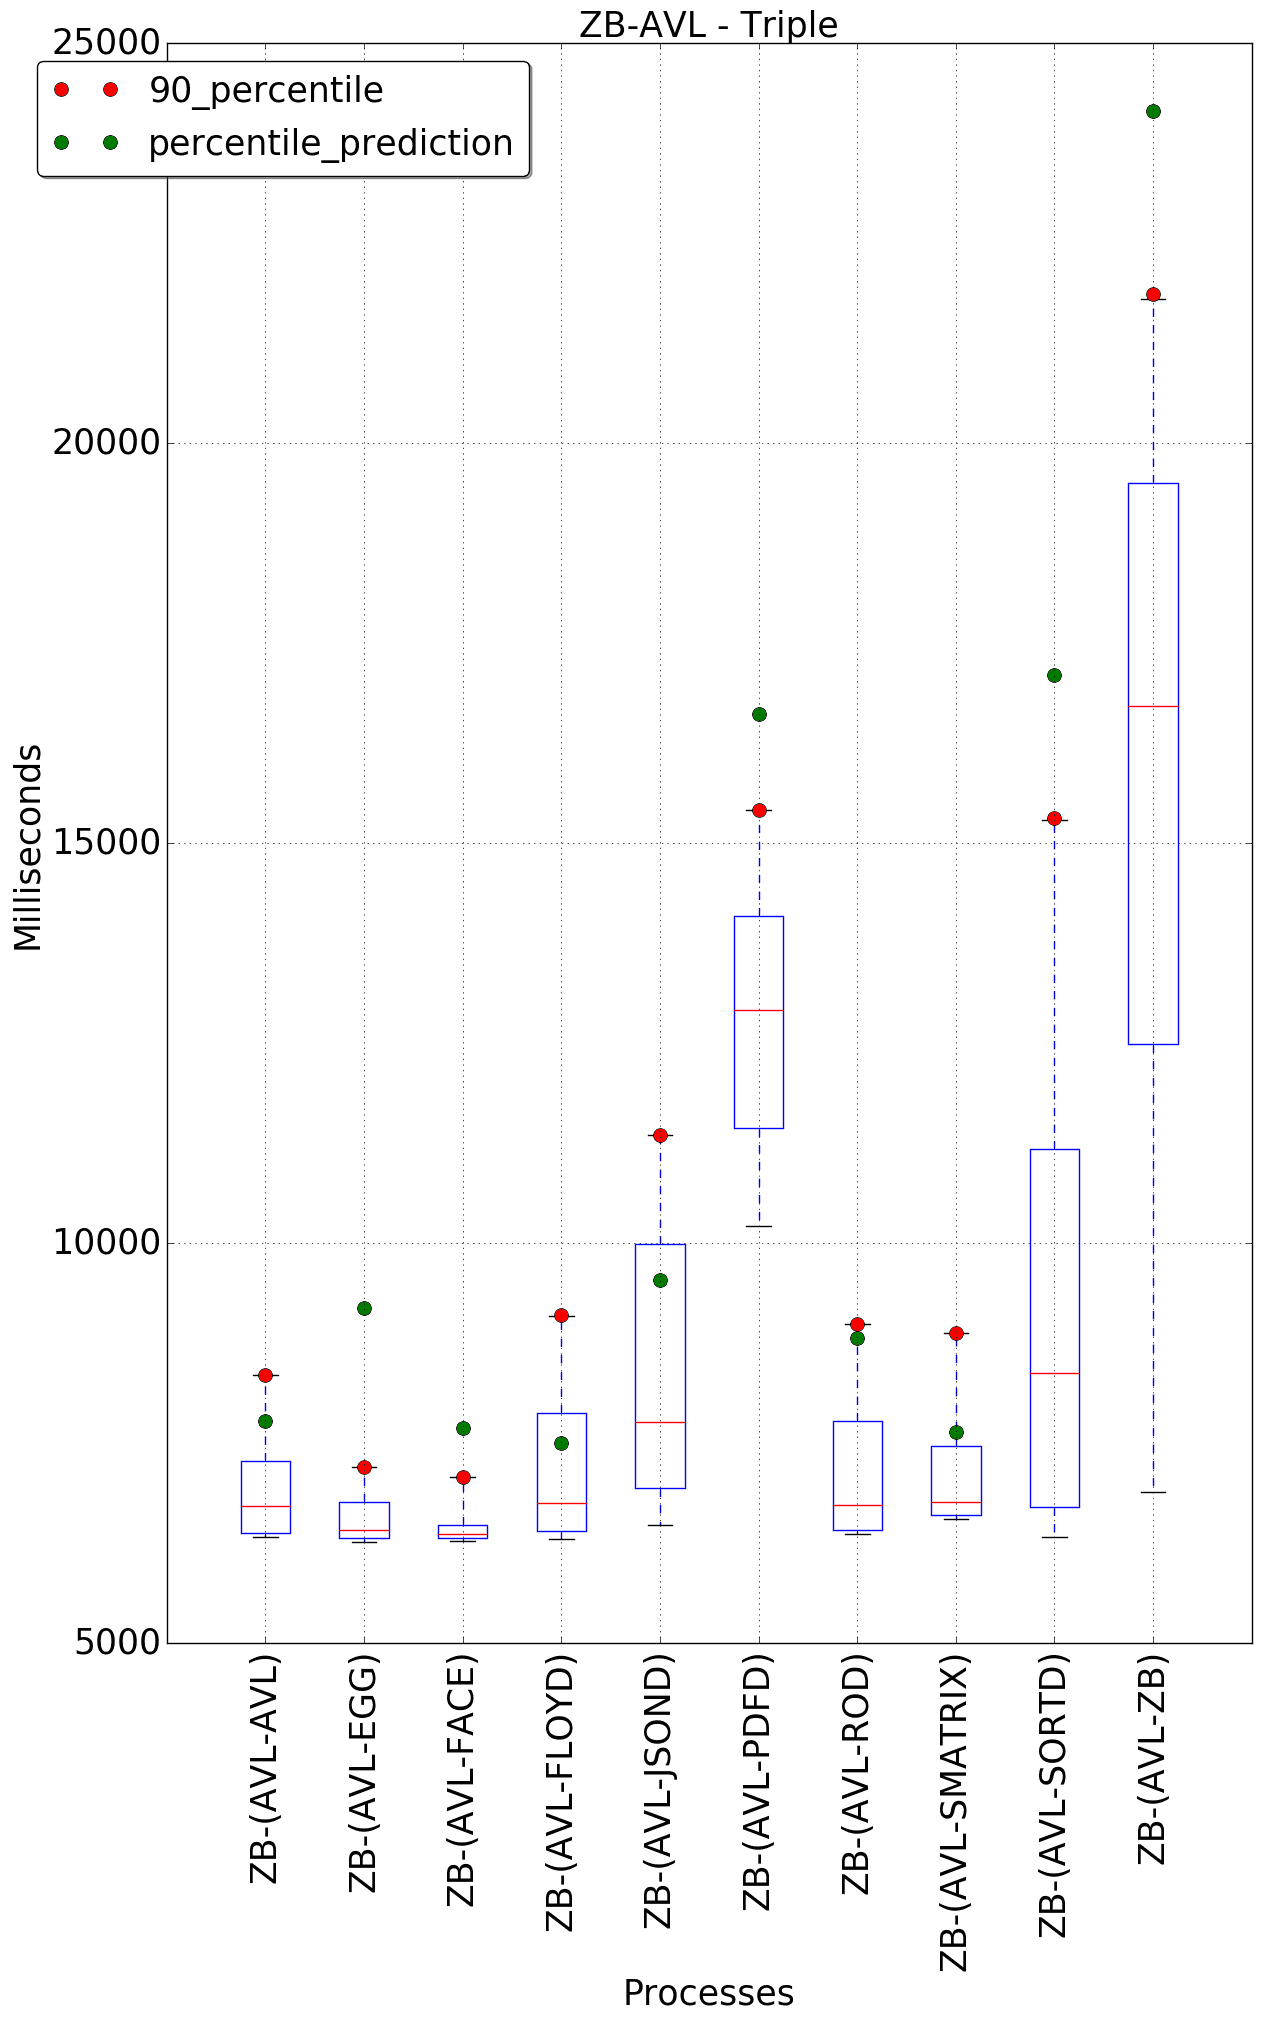 ZB-AVL - Triple
90_percentile
percentile_prediction
25000
20000
15000
10000
5000
Milliseconds
ZB-(AVL-AVL)
ZB-(AVL-EGG)
ZB-(AVL-FACE)
ZB-(AVL-FLOYD)
ZB-(AVL-JSOND)
ZB-(AVL-PDFD)
ZB-(AVL-ROD)
ZB-(AVL-SMATRIX)
ZB-(AVL-SORTD)
ZB-(AVL-ZB)
Processes